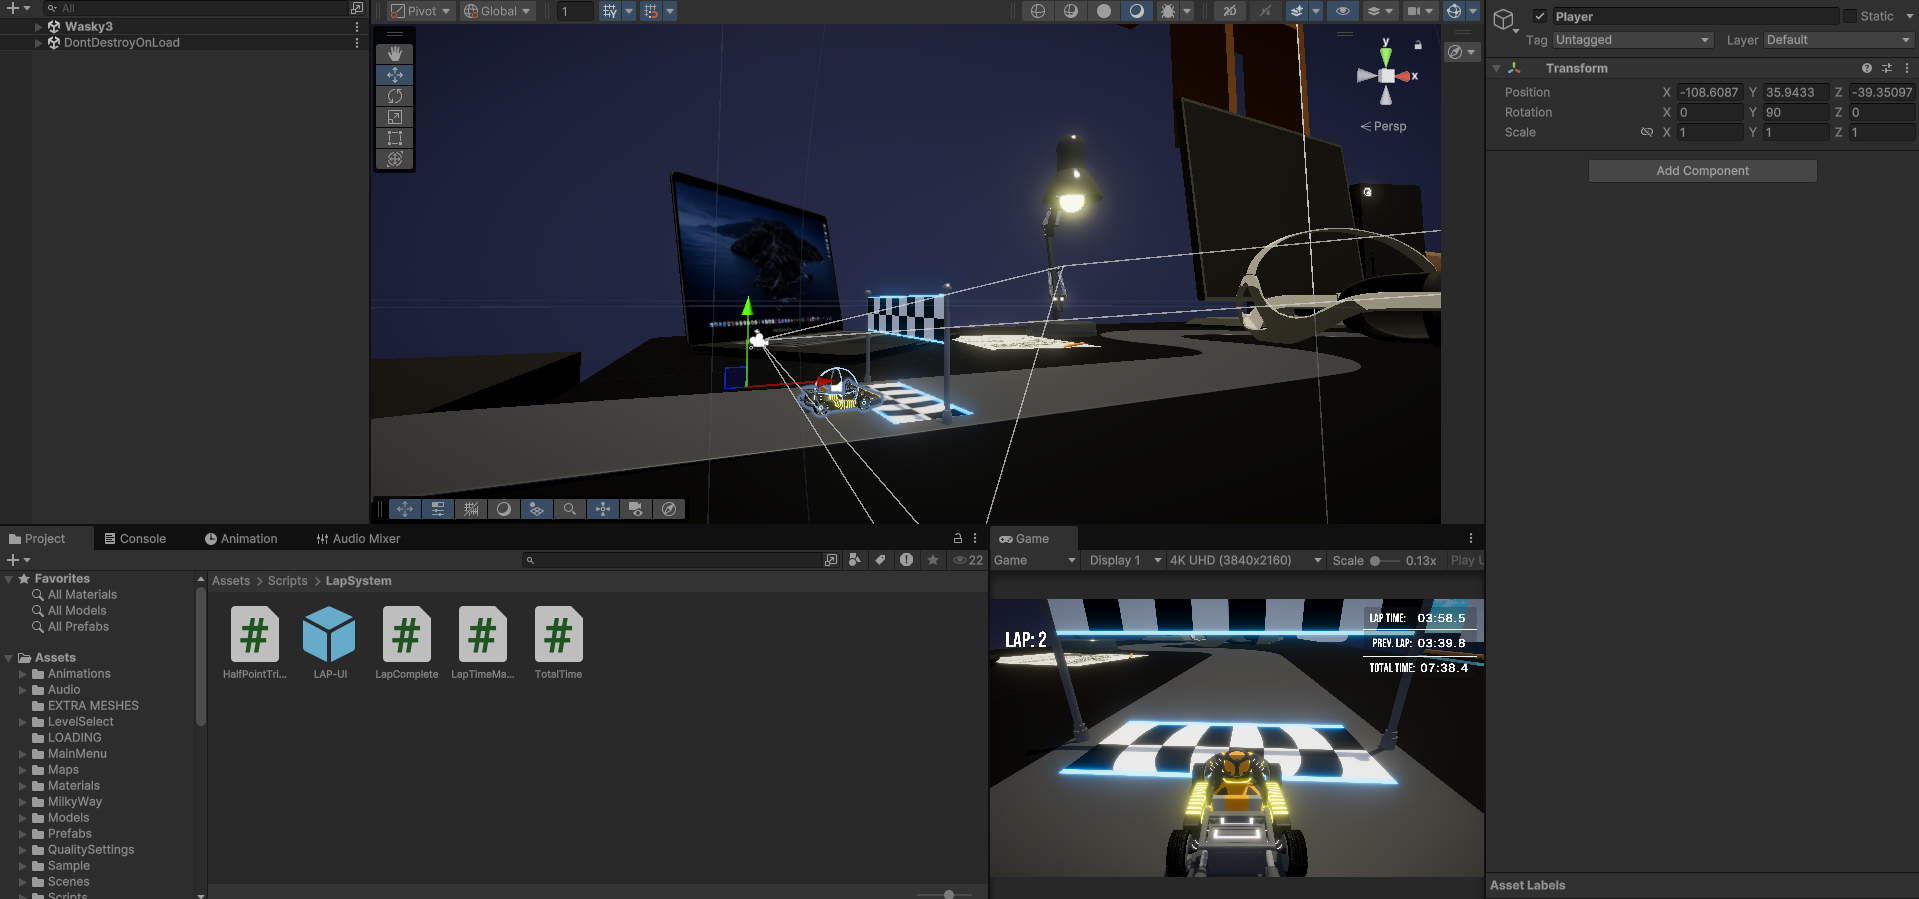 All
Wasky3
DontDestroyOnLoad
Pivot
Global
1
2D
y
x
Persp
Player
Static
Tag
Untagged
Layer
Default
Transform
Position
X -108.6087 Y 35.9433 Z -39.35097
Rotation
X 0 Y 90 Z 0
Scale
X 1 Y 1 Z 1
Add Component
Project
Console
Animation
Audio Mixer
22
Favorites
All Materials
All Models
All Prefabs
Assets
Animations
Audio
EXTRA MESHES
LevelSelect
LOADING
MainMenu
Maps
Materials
MilkyWay
Models
Prefabs
QualitySettings
Sample
Scenes
Scripts
Assets > Scripts > LapSystem
HalfPointTri...
LAP-UI
LapComplete
LapTimeMa...
TotalTime
Game
Game
Display 1
4K UHD (3840x2160)
Scale
0.13x
Play U
LAP: 2
LAP TIME: 03:58.5
PREV. LAP: 03:39.8
TOTAL TIME: 07:38.4
Asset Labels